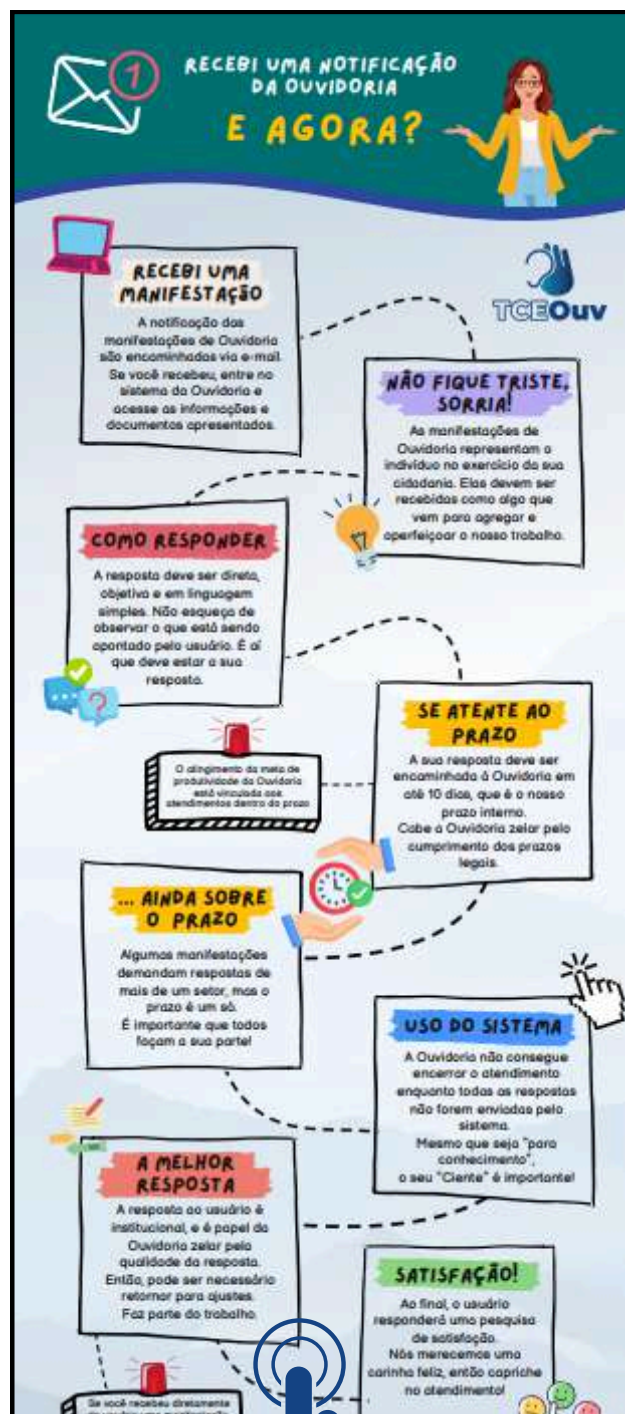 1
RECEBI UMA NOTIFICAÇÃO
DA OUVIDORIA
E AGORA?
TCEOuv
RECEBI UMA
MANIFESTAÇÃO
A notificação das
manifestações de Ouvidoria
são encaminhadas via e-mail.
Se você recebeu, entre no
sistema da Ouvidoria e
acesse as informações e
documentos apresentados.
NÃO FIQUE TRISTE,
SORRIA!
As manifestações de
Ouvidoria representam o
indivíduo no exercício da sua
cidadania. Elas devem ser
recebidas como algo que
vem para agregar e
aperfeiçoar o nosso trabalho.
COMO RESPONDER
A resposta deve ser direta,
objetiva e em linguagem
simples. Não esqueça de
observar o que está sendo
apontado pelo usuário. É aí
que deve estar a sua
resposta.
SE ATENTE AO
PRAZO
A sua resposta deve ser
encaminhada à Ouvidoria em
até 10 dias, que é o nosso
prazo interno.
Cabe a Ouvidoria zelar pelo
cumprimento dos prazos
legais.
O atingimento da meta de
produtividade da Ouvidoria
está vinculada aos
atendimentos dentro do prazo
... AINDA SOBRE
O PRAZO
Algumas manifestações
demandam respostas de
mais de um setor, mas o
prazo é um só.
É importante que todos
façam a sua parte!
USO DO SISTEMA
A Ouvidoria não consegue
encerrar o atendimento
enquanto todas as respostas
não forem enviadas pelo
sistema.
Mesmo que seja "para
conhecimento",
o seu "Ciente" é importante!
A MELHOR
RESPOSTA
A resposta ao usuário é
institucional, e é papel da
Ouvidoria zelar pela
qualidade da resposta.
Então, pode ser necessário
retornar para ajustes.
Faz parte do trabalho.
SATISFAÇÃO!
Ao final, o usuário
responderá uma pesquisa
de satisfação.
Nós merecemos uma
carinha feliz, então capriche
no atendimento!
Se você recebeu diretamente